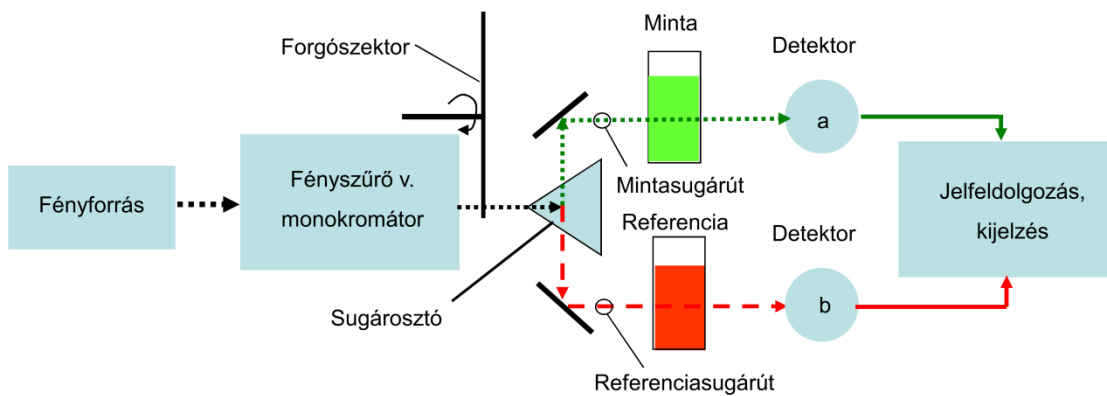 Forgószektor
Minta
Detektor
a
Fényforrás
Fényszűrő v.
monokromátor
Mintasugárút
Jelfeldolgozás,
kijelzés
Referencia
Detektor
b
Sugárosztó
Referenciasugárút